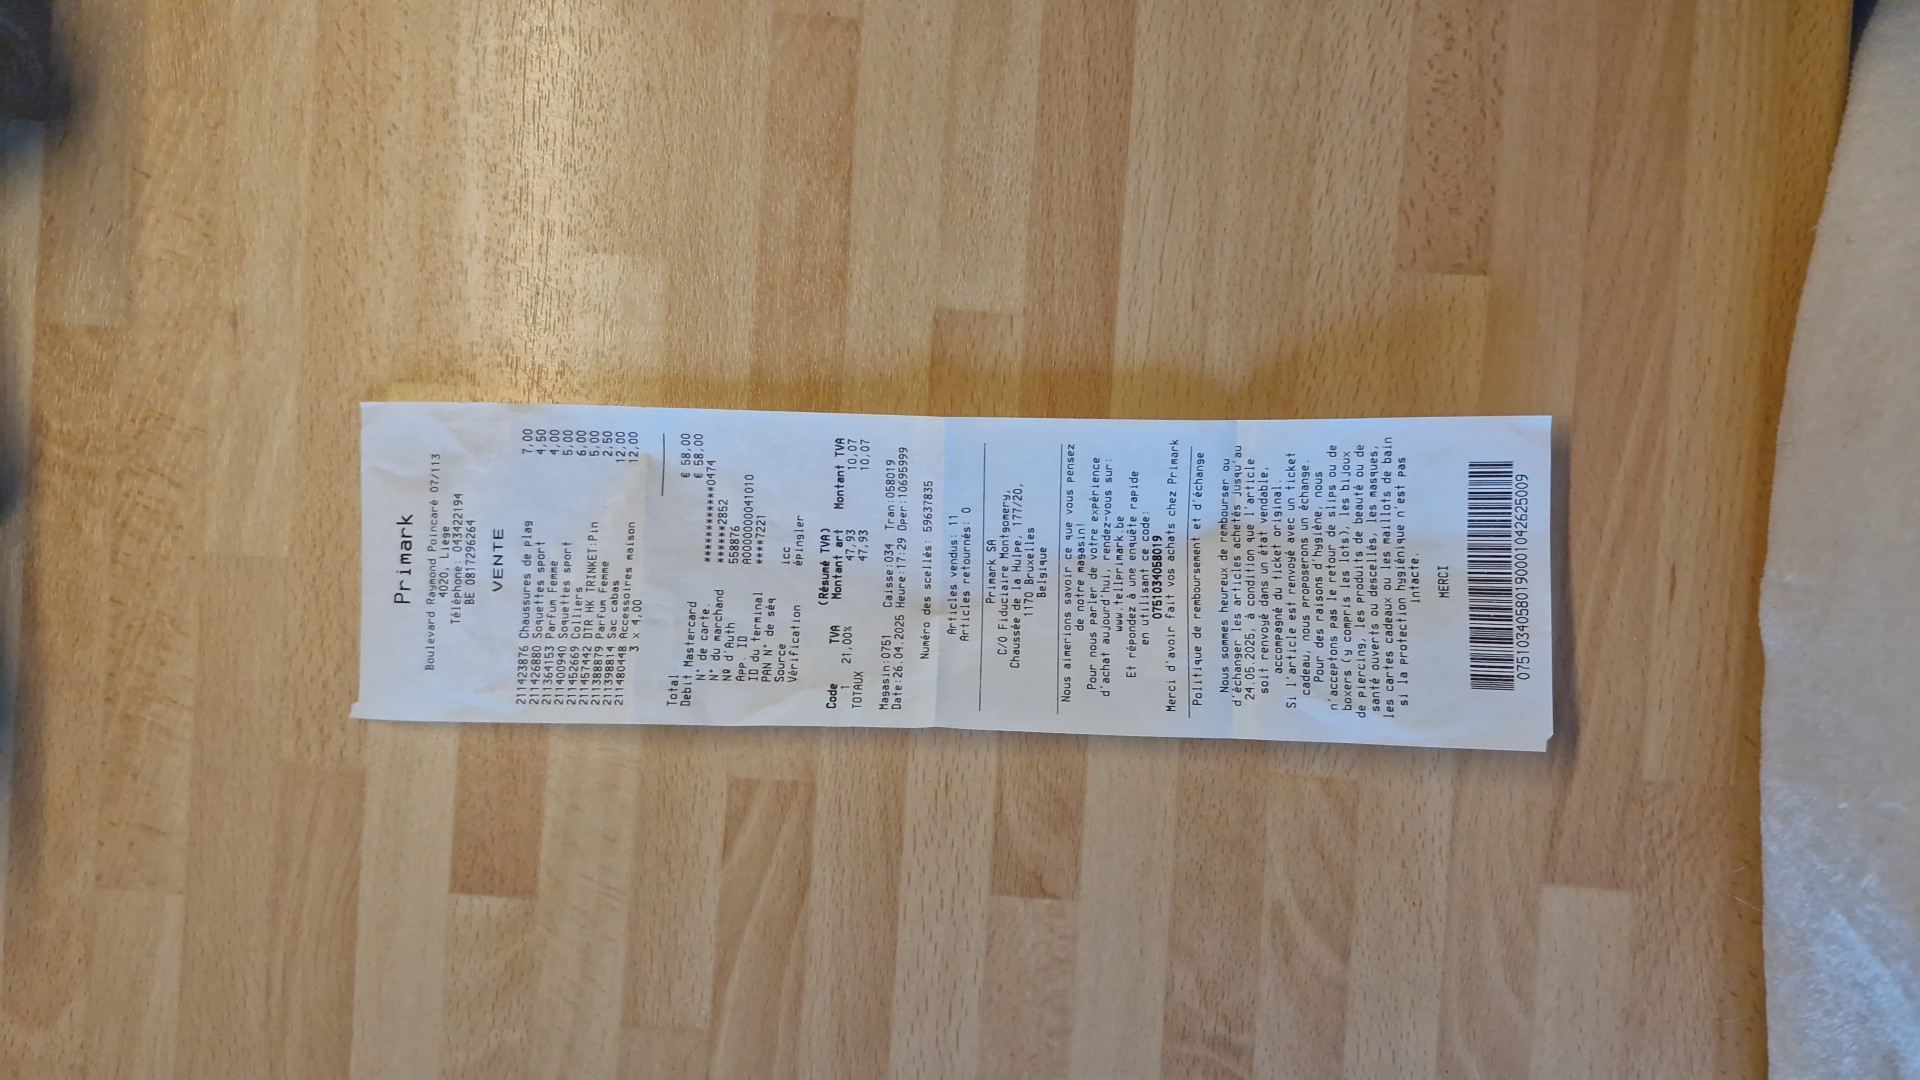 Primark
Boulevard Raymond Poincaré 07/113
4020, Liege
Téléphone: 043422194
BE 0817296264
VENTE
211423876 Chaussures de plag 7,00
211426880 Soquettes sport 4,50
211364153 Parfum Femme 4,00
211400940 Soquettes sport 5,00
211452669 Colliers 6,00
211457442 DTR HK TRINKET:Pin 5,00
211388879 Parfum Femme 2,50
211398814 Sac cabas 12,00
211480448 Accessoires maison 12,00
3 x 4,00
Total € 58,00
Debit Mastercard € 58,00
N° de carte. ************0474
N° du marchand ******2852
N0 d'Auth 558876
App. ID A0000000041010
ID du terminal ****7221
PAN N° de séq
Source icc
Vérification épingler
(Résumé TVA)
Code TVA Montant art Montant TVA
1 21,00% 47,93 10,07
TOTAUX 47,93 10,07
Magasin:0751 Caisse:034 Tran:058019
Date:26.04.2025 Heure:17:29 Oper:10695999
Numéro des scellés: 59637835
Articles vendus: 11
Articles retournés: 0
Primark SA
C/O Fiduciaire Montgomery,
Chaussée de la Hulpe, 177/20,
1170 Bruxelles
Belgique
Nous aimerions savoir ce que vous pensez
de notre magasin!
Pour nous parler de votre expérience
d'achat aujourd'hui, rendez-vous sur:
www.tellprimark.be
Et répondez à une enquête rapide
en utilisant ce code:
0751034058019
Merci d'avoir fait vos achats chez Primark
Politique de remboursement et d'échange
Nous sommes heureux de rembourser ou
d'échanger les articles achetés jusqu'au
24.05.2025, à condition que l'article
soit renvoyé dans un état vendable,
accompagné du ticket original.
Si l'article est renvoyé avec un ticket
cadeau, nous proposerons un échange.
Pour des raisons d'hygiène, nous
n'acceptons pas le retour de slips ou de
boxers (y compris les lots), les bijoux
de piercing, les produits de beauté ou de
santé ouverts ou descellés, les masques,
les cartes cadeaux ou les maillots de bain
si la protection hygiénique n'est pas
intacte.
MERCI
07510340580190001042625009